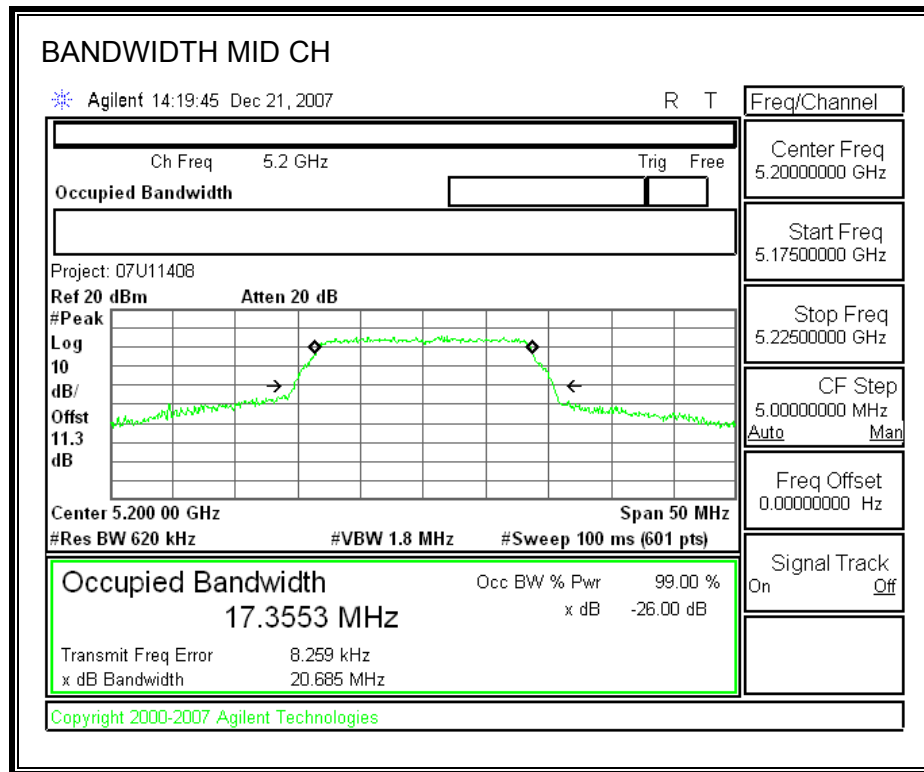 BANDWIDTH MID CH
Agilent 14:19:45 Dec 21, 2007 R T
Ch Freq 5.2 GHz Trig Free
Occupied Bandwidth
Project: 07U11408
Ref 20 dBm Atten 20 dB
#Peak
Log
10
dB/
Offst
11.3
dB
Center 5.200 00 GHz Span 50 MHz
#Res BW 620 kHz #VBW 1.8 MHz #Sweep 100 ms (601 pts)
Occupied Bandwidth Occ BW % Pwr 99.00 %
17.3553 MHz x dB -26.00 dB
Transmit Freq Error 8.259 kHz
x dB Bandwidth 20.685 MHz
Copyright 2000-2007 Agilent Technologies
Freq/Channel
Center Freq
5.20000000 GHz
Start Freq
5.17500000 GHz
Stop Freq
5.22500000 GHz
CF Step
5.00000000 MHz
Auto Man
Freq Offset
0.00000000 Hz
Signal Track
On Off